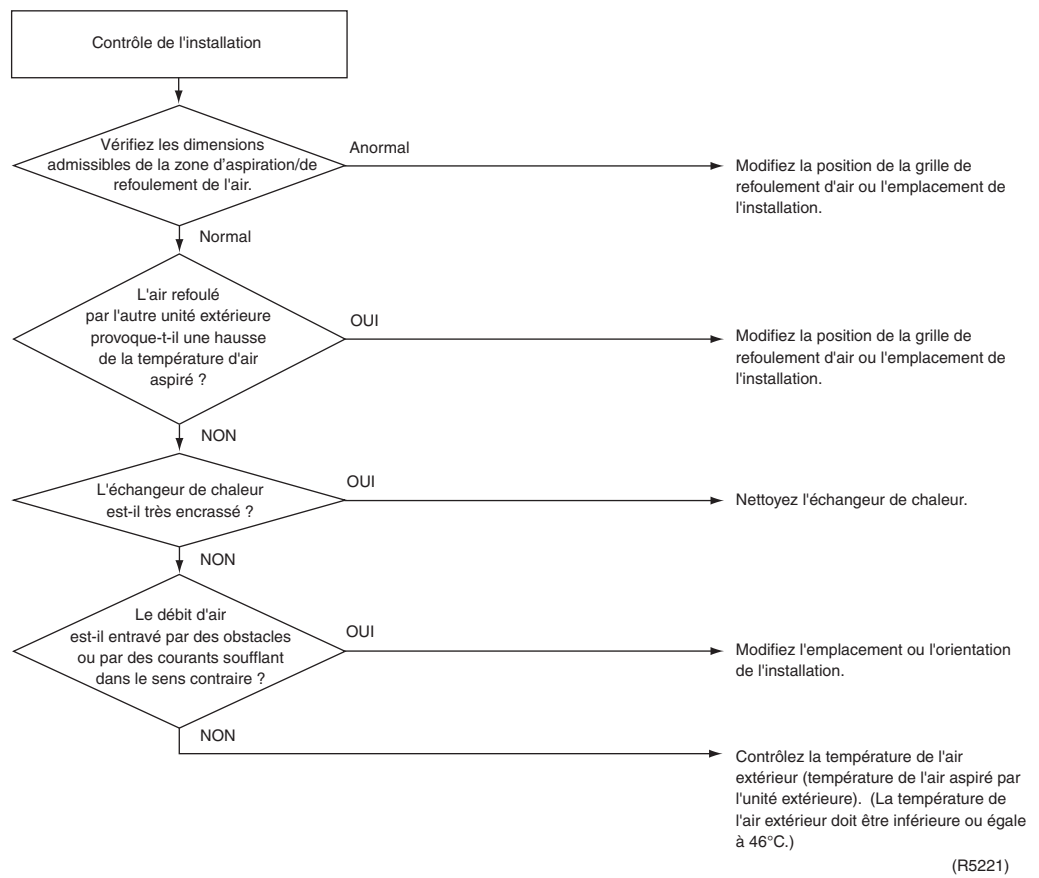 Contrôle de l'installation
Vérifiez les dimensions
admissibles de la zone d'aspiration/de
refoulement de l'air.
Anormal
Modifiez la position de la grille de
refoulement d'air ou l'emplacement de
l'installation.
Normal
L'air refoulé
par l'autre unité extérieure
provoque-t-il une hausse
de la température d'air
aspiré ?
OUI
Modifiez la position de la grille de
refoulement d'air ou l'emplacement de
l'installation.
NON
L'échangeur de chaleur
est-il très encrassé ?
OUI
Nettoyez l'échangeur de chaleur.
NON
Le débit d'air
est-il entravé par des obstacles
ou par des courants soufflant
dans le sens contraire ?
OUI
Modifiez l'emplacement ou l'orientation
de l'installation.
NON
Contrôlez la température de l'air
extérieur (température de l'air aspiré par
l'unité extérieure). (La température de
l'air extérieur doit être inférieure ou égale
à 46°C.)
(R5221)